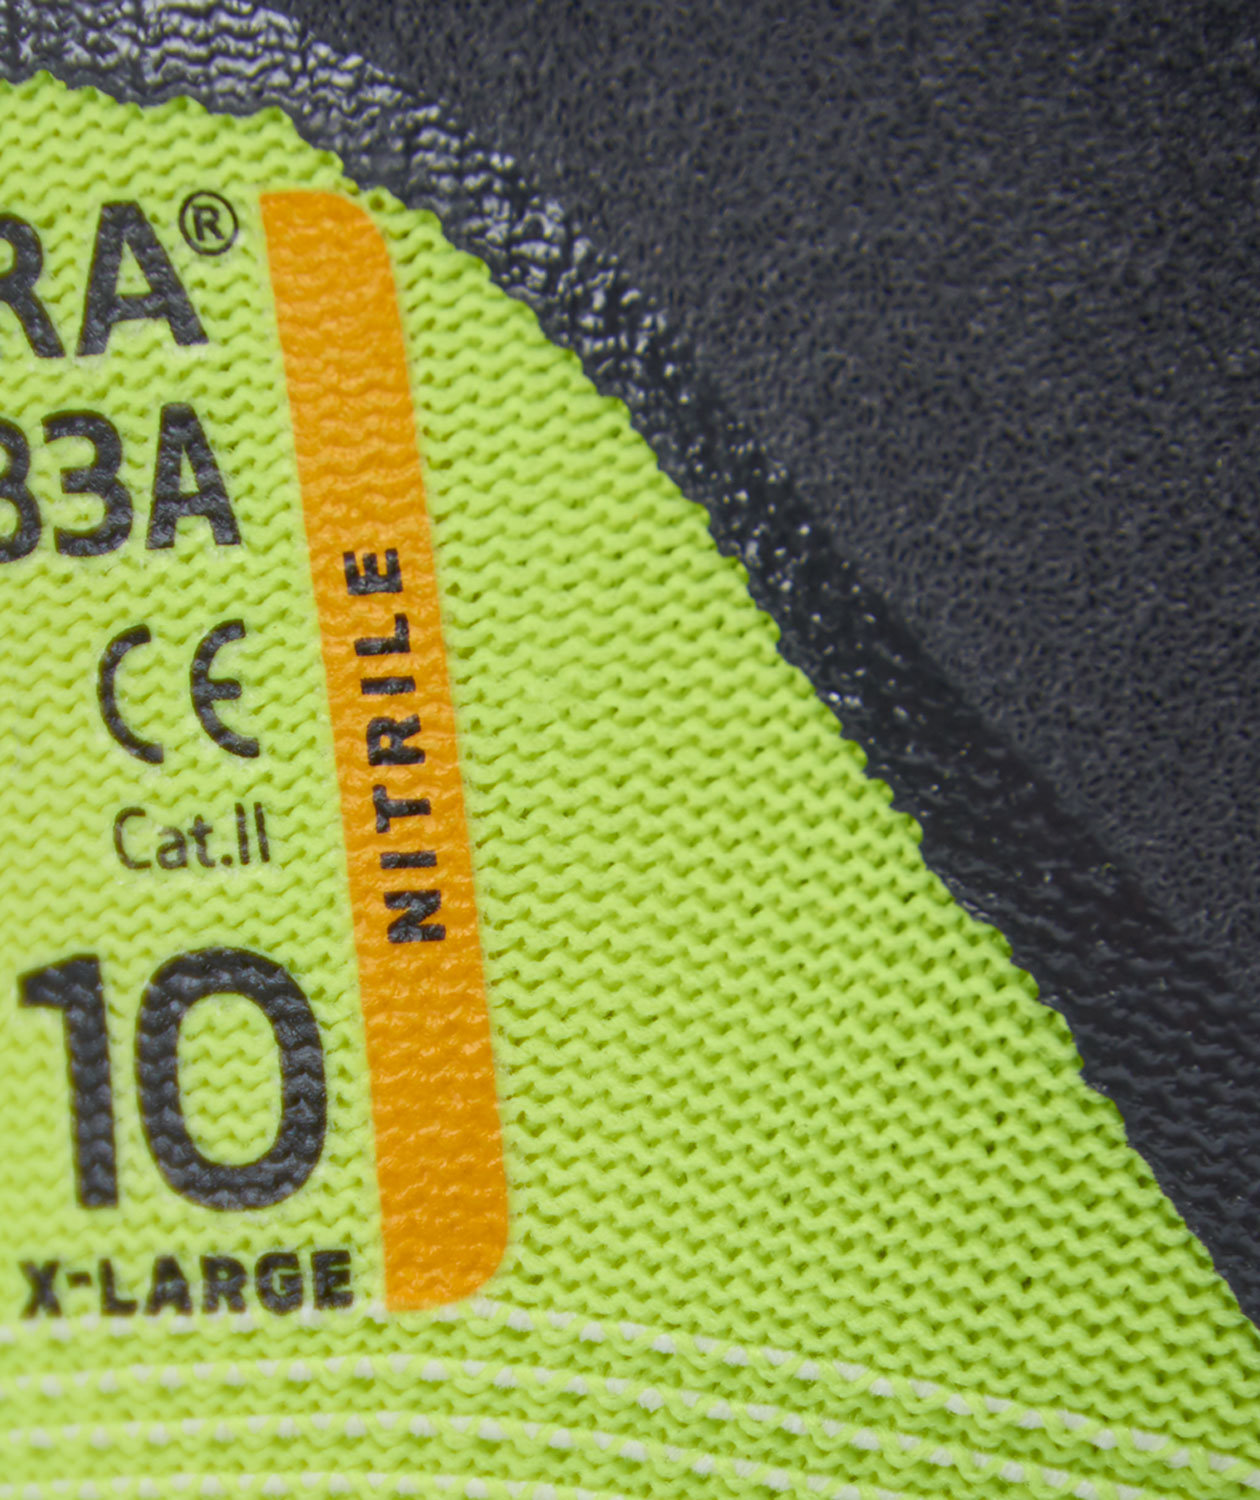 RA®
33A
CE
Cat.II
10
X-LARGE
NITRILE